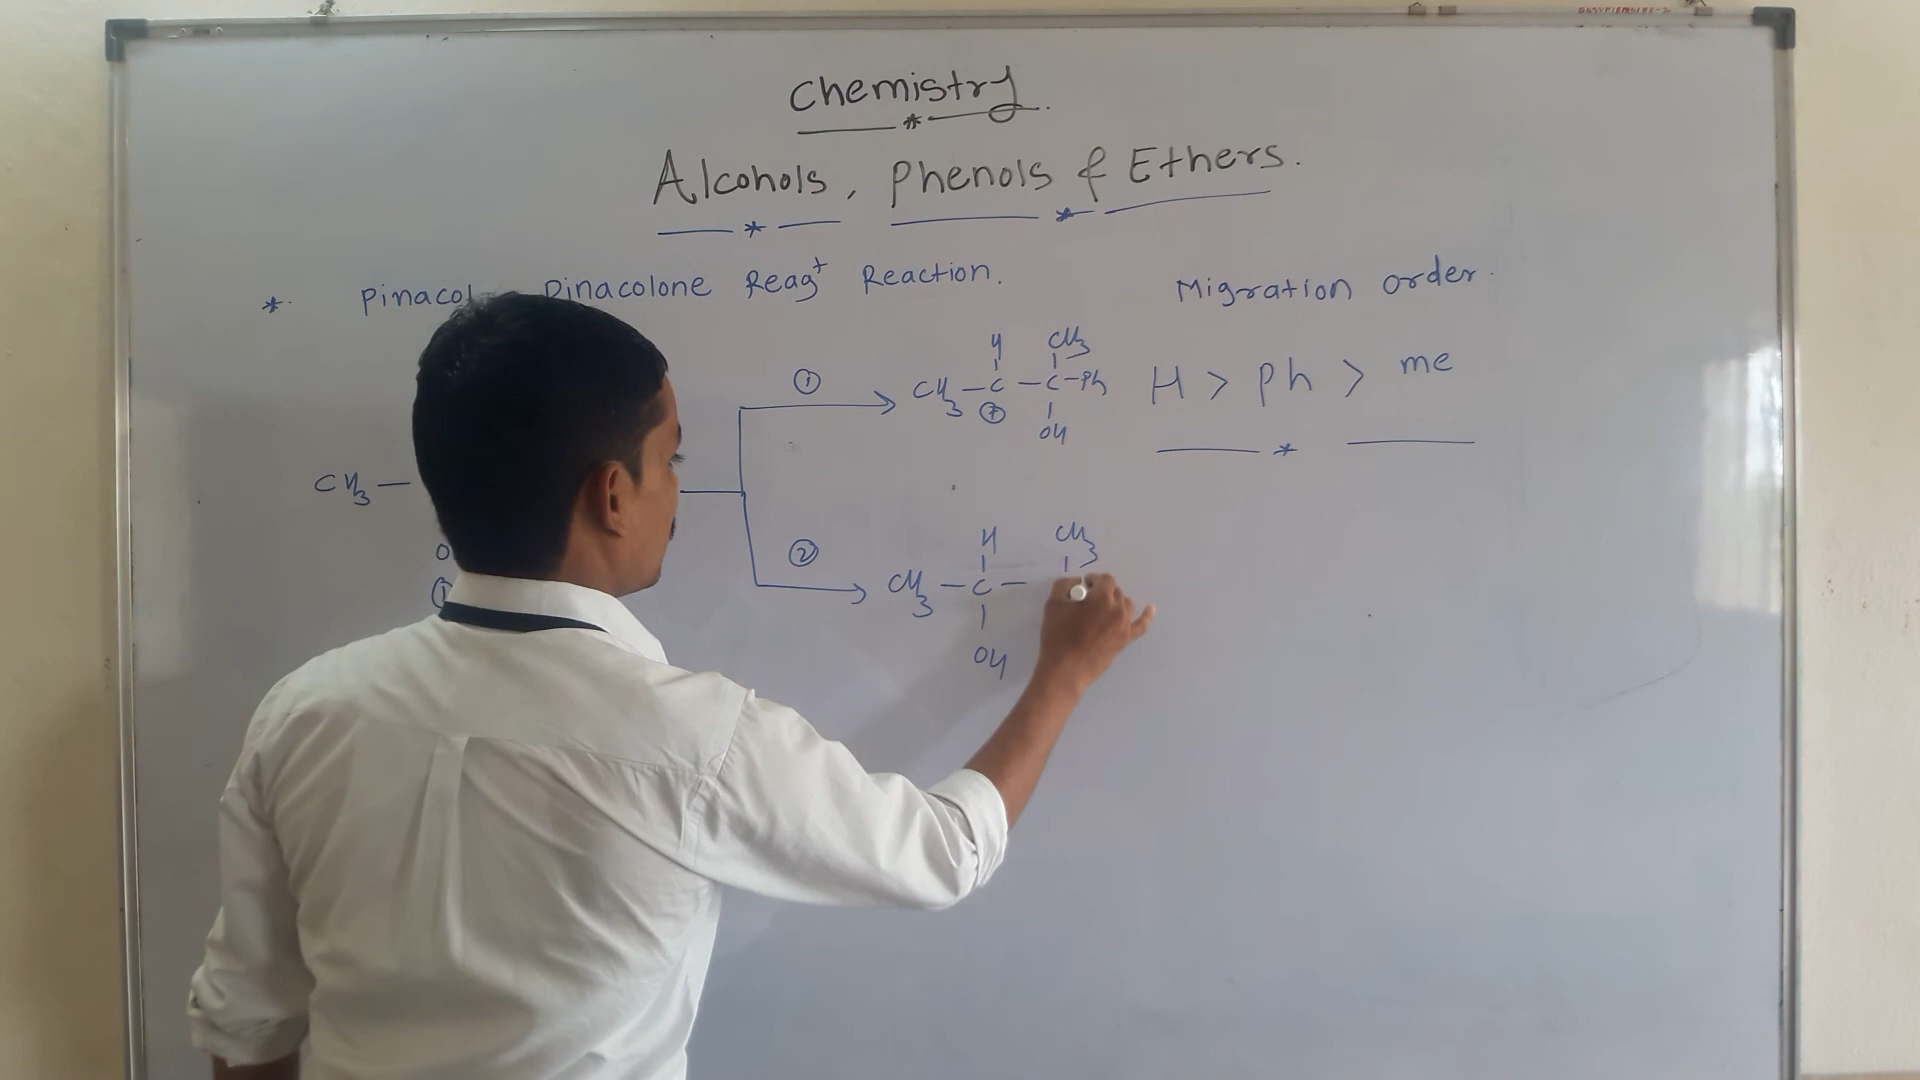 Chemistry.
Alcohols, Phenols & Ethers.
*. Pinacol Pinacolone Reag+ Reaction.
Migration order.
H CH3
① CH3 - C - C - Ph
⊕ OH
H > Ph > me
CH3 -
H CH3
② CH3 - C -
OH
O
①